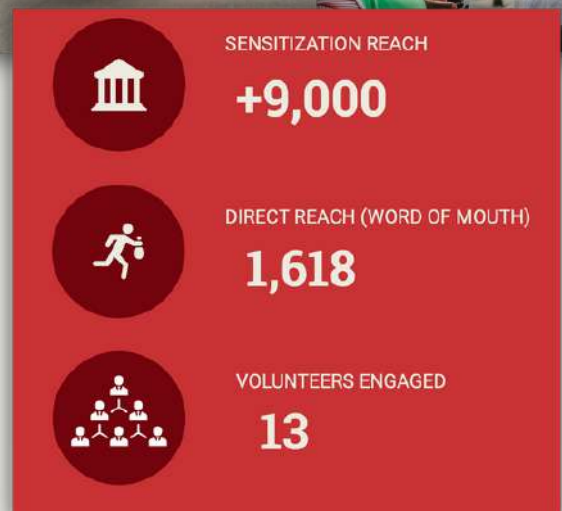 SENSITIZATION REACH
+9,000
DIRECT REACH (WORD OF MOUTH)
1,618
VOLUNTEERS ENGAGED
13